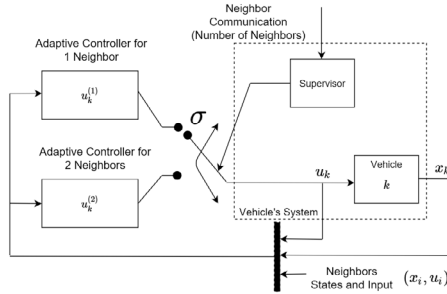 Neighbor
Communication
(Number of Neighbors)
Adaptive Controller for
1 Neighbor
u_k^{(1)}
Supervisor
σ
Adaptive Controller for
2 Neighbors
u_k^{(2)}
u_k
Vehicle
k
x_k
Vehicle's System
Neighbors
States and Input
(x_i, u_i)